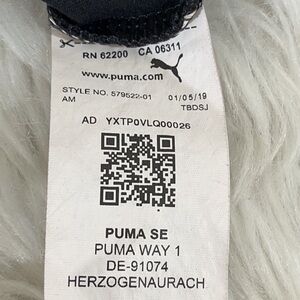 RN 62200 CA 06311
www.puma.com
STYLE NO. 579522-01 01/05/19
AM TBDSJ
AD YXTP0VLQ00026
PUMA SE
PUMA WAY 1
DE-91074
HERZOGENAURACH